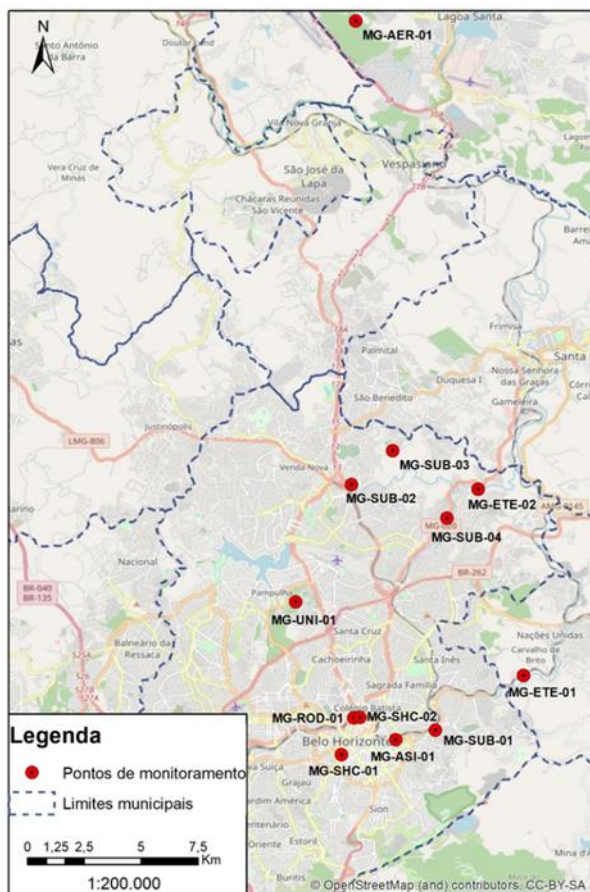 N
MG-AER-01
Lagoa Santa
Santo Antônio
da Barra
Vila Nova Granja
Vera Cruz de
Minas
São José da
Lapa
Vespasiano
Chácaras Reunidas
São Vicente
Palmital
Frimisa
Santa
Duquesa I
Nossa Senhora
das Graças
Gameleira
São Benedito
Justinópolis
LMG-806
Venda Nova
MG-SUB-03
MG-SUB-02
MG-ETE-02
MG-SUB-04
MG-020
BR-262
Nacional
BR-040
BR-135
Pampulha
MG-UNI-01
Santa Cruz
Cachoeirinha
Santa Inês
Nações Unidas
Carvalho de
Brito
Balneário da
Ressaca
Sagrada Família
MG-ETE-01
Colégio Batista
MG-ROD-01
MG-SHC-02
Belo Horizonte
MG-SUB-01
MG-ASI-01
MG-SHC-01
Grajaú
Sion
Estoril
Mina d'A
Legenda
Pontos de monitoramento
Limites municipais
0 1,25 2,5 5 7,5
Km
1:200.000
© OpenStreetMap (and) contributors, CC-BY-SA